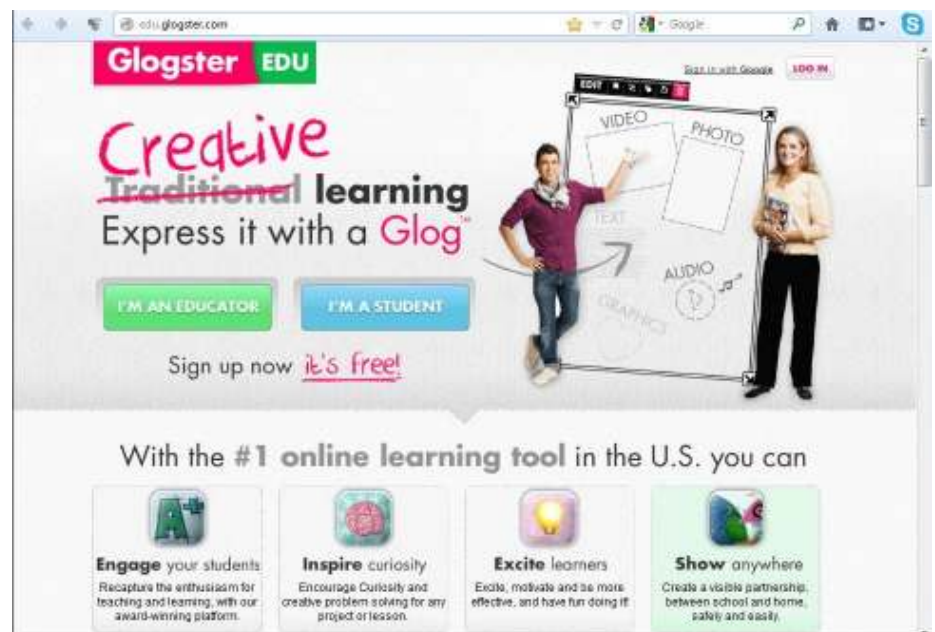 edu.glogster.com
Google
Glogster EDU
Sign in with Google
LOG IN
EDIT
VIDEO
PHOTO
TEXT
AUDIO
GRAPHICS
Creative
Traditional learning
Express it with a Glog™
I'M AN EDUCATOR
I'M A STUDENT
Sign up now it's free!
With the #1 online learning tool in the U.S. you can
A+
Engage your students
Recapture the enthusiasm for
teaching and learning, with our
award-winning platform.
Inspire curiosity
Encourage Curiosity and
creative problem solving for any
project or lesson.
Excite learners
Excite, motivate and be more
effective, and have fun doing it!
Show anywhere
Create a visible partnership,
between school and home,
safely and easily.